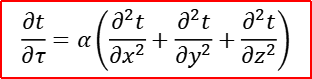 ∂t/∂τ = α(∂²t/∂x² + ∂²t/∂y² + ∂²t/∂z²)